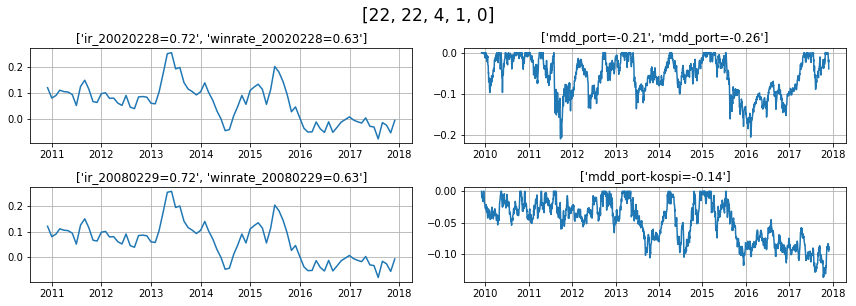 [22, 22, 4, 1, 0]
['ir_20020228=0.72', 'winrate_20020228=0.63']
0.2
0.1
0.0
2011 2012 2013 2014 2015 2016 2017 2018
['mdd_port=-0.21', 'mdd_port=-0.26']
0.0
−0.1
−0.2
2010 2011 2012 2013 2014 2015 2016 2017 2018
['ir_20080229=0.72', 'winrate_20080229=0.63']
0.2
0.1
0.0
2011 2012 2013 2014 2015 2016 2017 2018
['mdd_port-kospi=-0.14']
0.00
−0.05
−0.10
2010 2011 2012 2013 2014 2015 2016 2017 2018